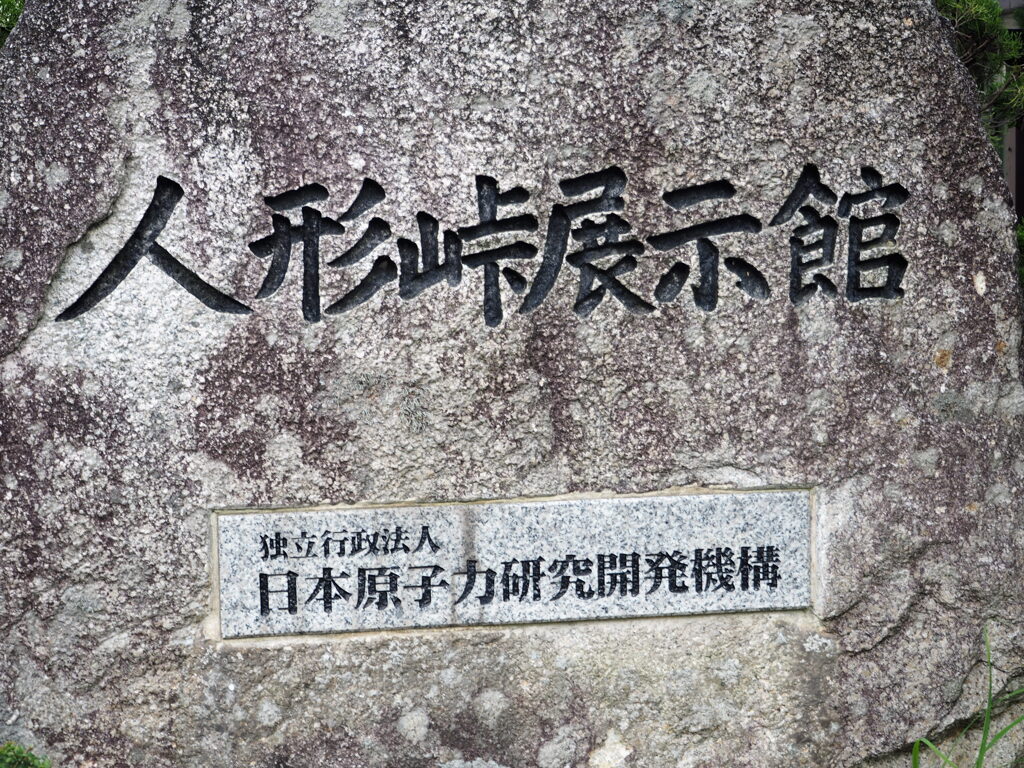 人形峠展示館
独立行政法人
日本原子力研究開発機構